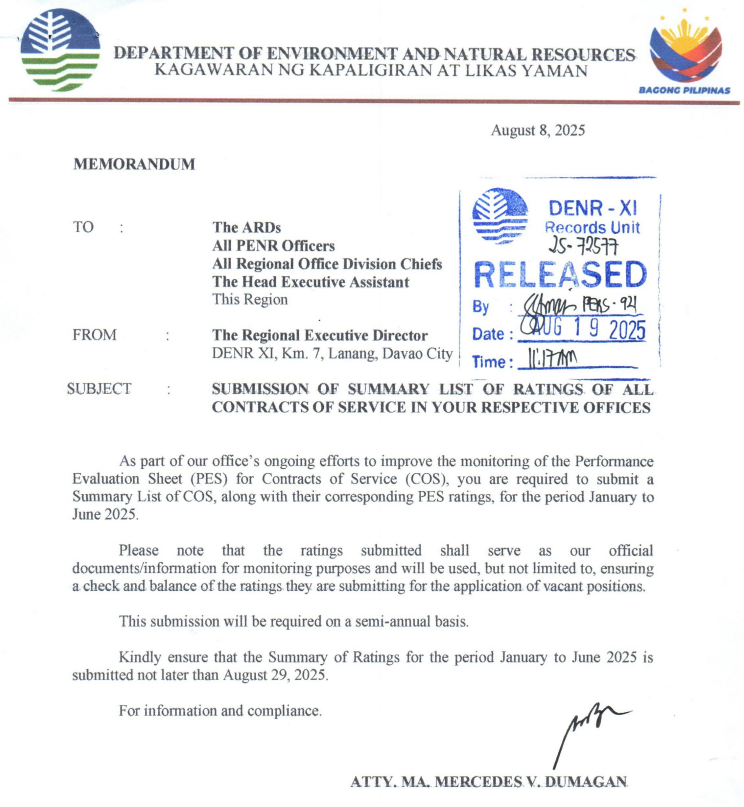 DEPARTMENT OF ENVIRONMENT AND NATURAL RESOURCES
KAGAWARAN NG KAPALIGIRAN AT LIKAS YAMAN
BAGONG PILIPINAS
August 8, 2025
MEMORANDUM
DENR - XI
Records Unit
25-72577
RELEASED
By : PENS-921
Date : AUG 19 2025
Time : 11:17AM
TO : The ARDs
All PENR Officers
All Regional Office Division Chiefs
The Head Executive Assistant
This Region
FROM : The Regional Executive Director
DENR XI, Km. 7, Lanang, Davao City
SUBJECT : SUBMISSION OF SUMMARY LIST OF RATINGS OF ALL
CONTRACTS OF SERVICE IN YOUR RESPECTIVE OFFICES
As part of our office's ongoing efforts to improve the monitoring of the Performance
Evaluation Sheet (PES) for Contracts of Service (COS), you are required to submit a
Summary List of COS, along with their corresponding PES ratings, for the period January to
June 2025.
Please note that the ratings submitted shall serve as our official
documents/information for monitoring purposes and will be used, but not limited to, ensuring
a check and balance of the ratings they are submitting for the application of vacant positions.
This submission will be required on a semi-annual basis.
Kindly ensure that the Summary of Ratings for the period January to June 2025 is
submitted not later than August 29, 2025.
For information and compliance.
ATTY. MA. MERCEDES V. DUMAGAN